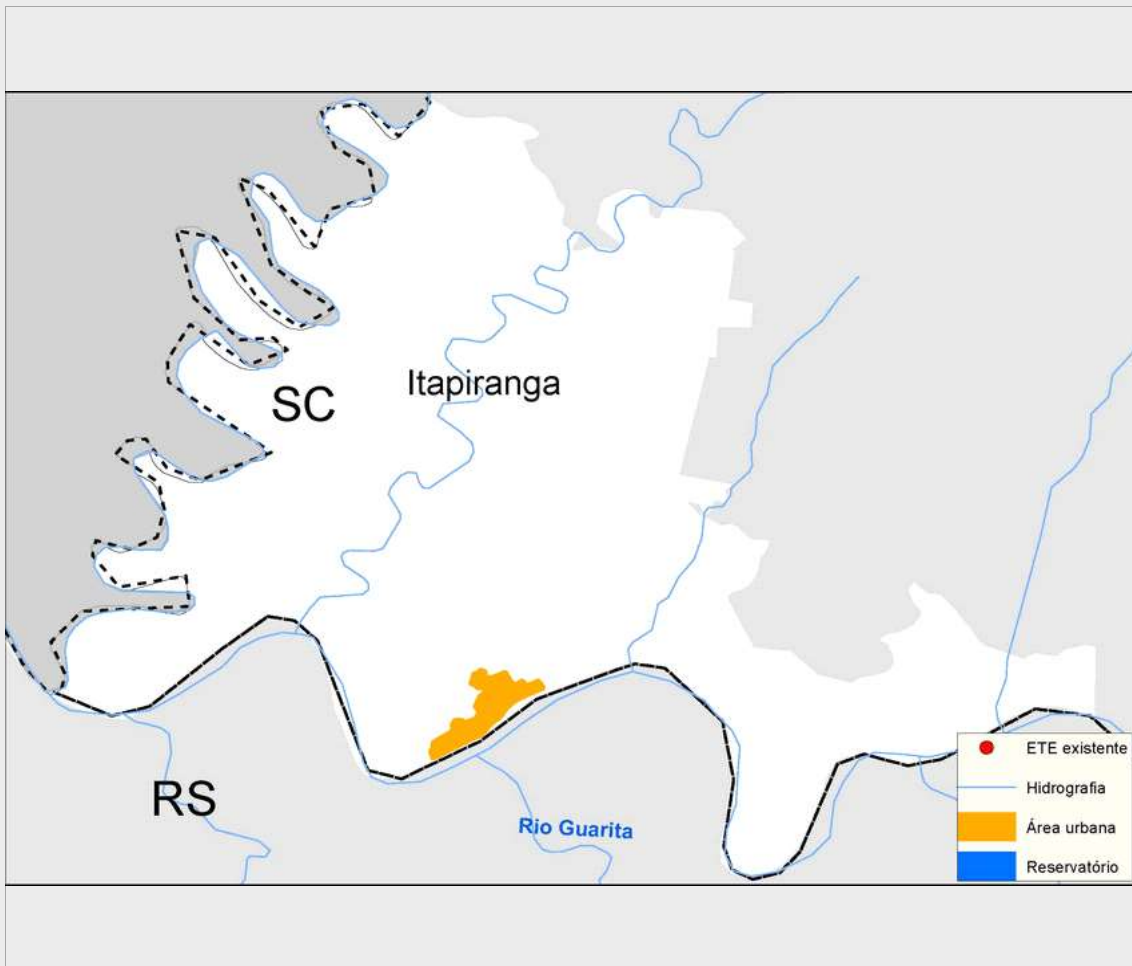 Itapiranga
SC
RS
Rio Guarita
ETE existente
Hidrografia
Área urbana
Reservatório